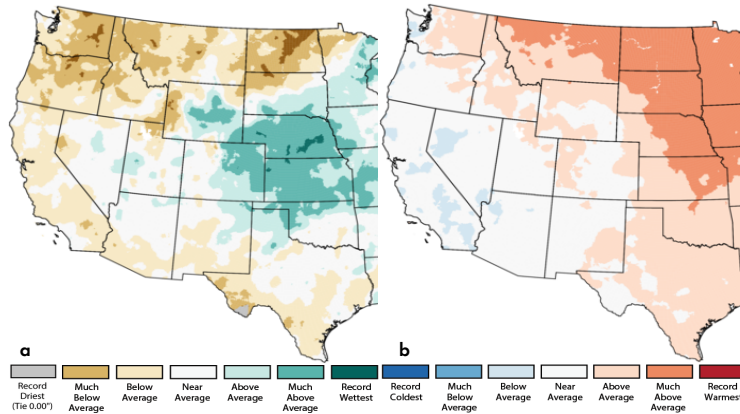 a
b
Record
Driest
(Tie 0.00")
Much
Below
Average
Below
Average
Near
Average
Above
Average
Much
Above
Average
Record
Wettest
Record
Coldest
Much
Below
Average
Below
Average
Near
Average
Above
Average
Much
Above
Average
Record
Warmest